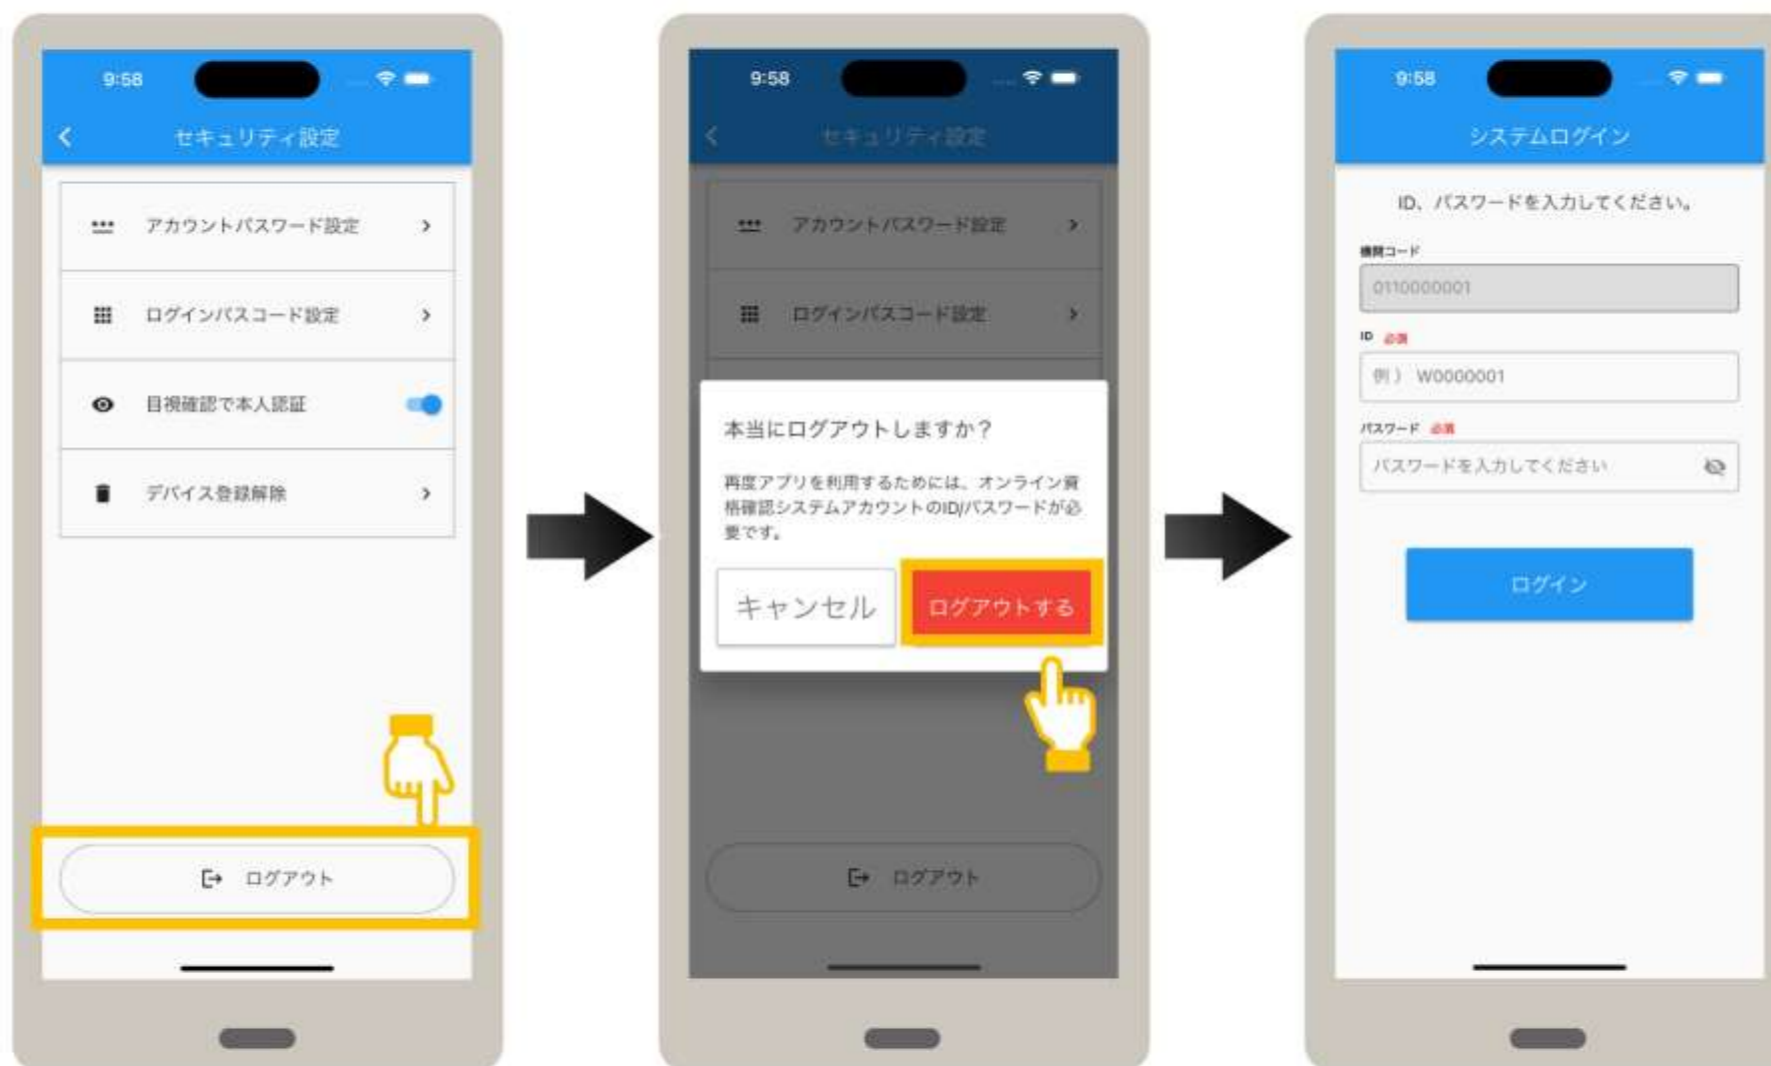 9:58
セキュリティ設定
アカウントパスワード設定
ログインパスコード設定
目視確認で本人認証
デバイス登録解除
ログアウト
9:58
セキュリティ設定
アカウントパスワード設定
ログインパスコード設定
本当にログアウトしますか？
再度アプリを利用するためには、オンライン資
格確認システムアカウントのID/パスワードが必
要です。
キャンセル
ログアウトする
ログアウト
9:58
システムログイン
ID、パスワードを入力してください。
機関コード
0110000001
ID 必須
例） W0000001
パスワード 必須
パスワードを入力してください
ログイン